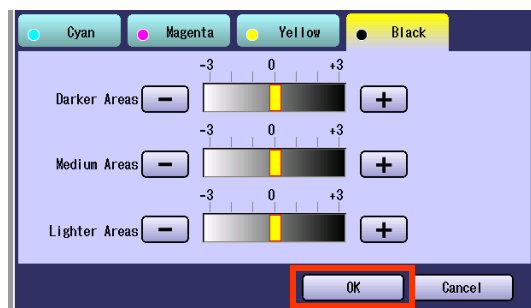 Cyan Magenta Yellow Black
-3 0 +3
Darker Areas − +
-3 0 +3
Medium Areas − +
-3 0 +3
Lighter Areas − +
OK Cancel